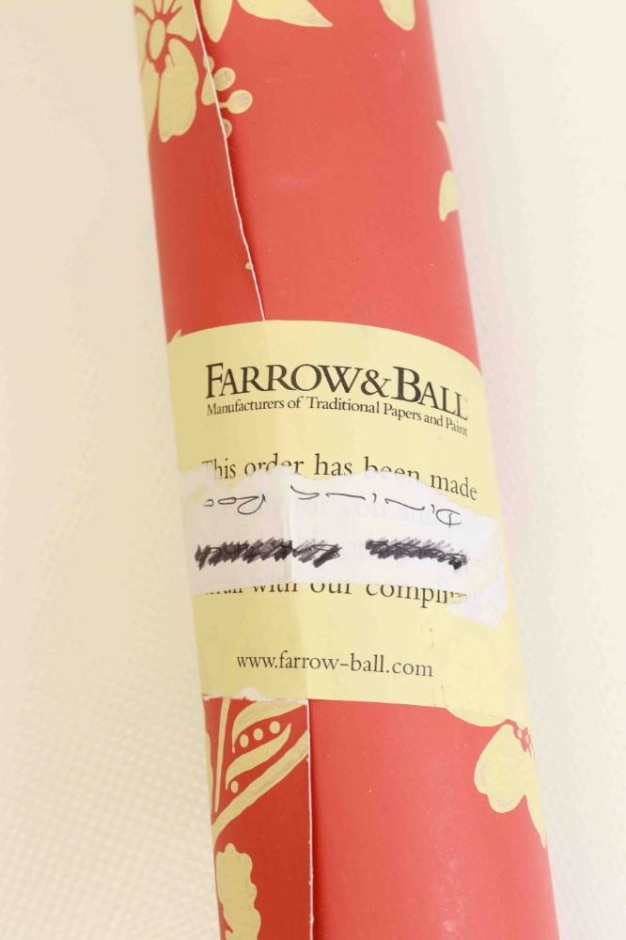 FARROW&BALL
Manufacturers of Traditional Papers and Paint
This order has been made
with our
www.farrow-ball.com